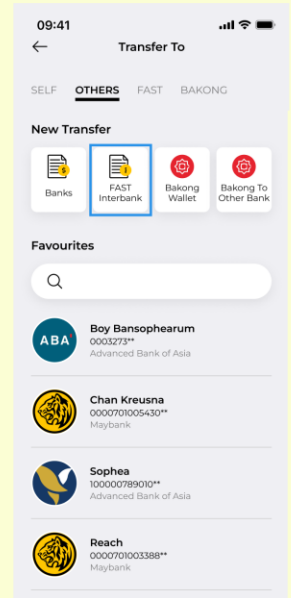 09:41
Transfer To
SELF OTHERS FAST BAKONG
New Transfer
Banks
FAST
Interbank
Bakong
Wallet
Bakong To
Other Bank
Favourites
ABA
Boy Bansophearum
0003273**
Advanced Bank of Asia
Chan Kreusna
0000701005430**
Maybank
Sophea
100000789010**
Advanced Bank of Asia
Reach
0000701003388**
Maybank